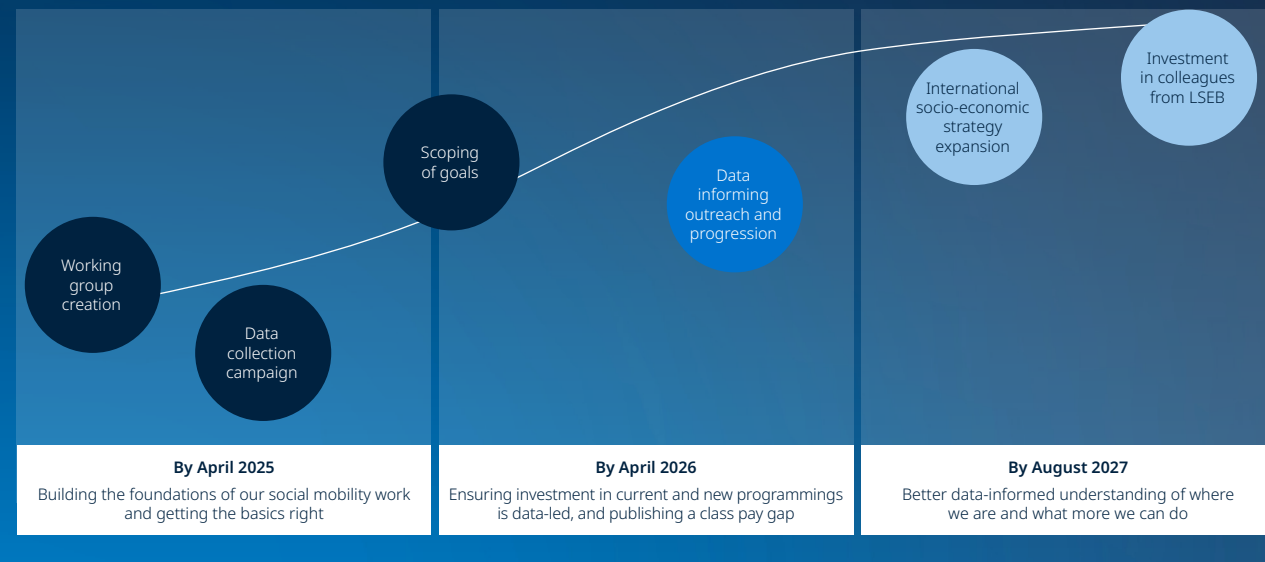 Working
group
creation
Data
collection
campaign
Scoping
of goals
Data
informing
outreach and
progression
International
socio-economic
strategy
expansion
Investment
in colleagues
from LSEB
By April 2025
Building the foundations of our social mobility work
and getting the basics right
By April 2026
Ensuring investment in current and new programmings
is data-led, and publishing a class pay gap
By August 2027
Better data-informed understanding of where
we are and what more we can do